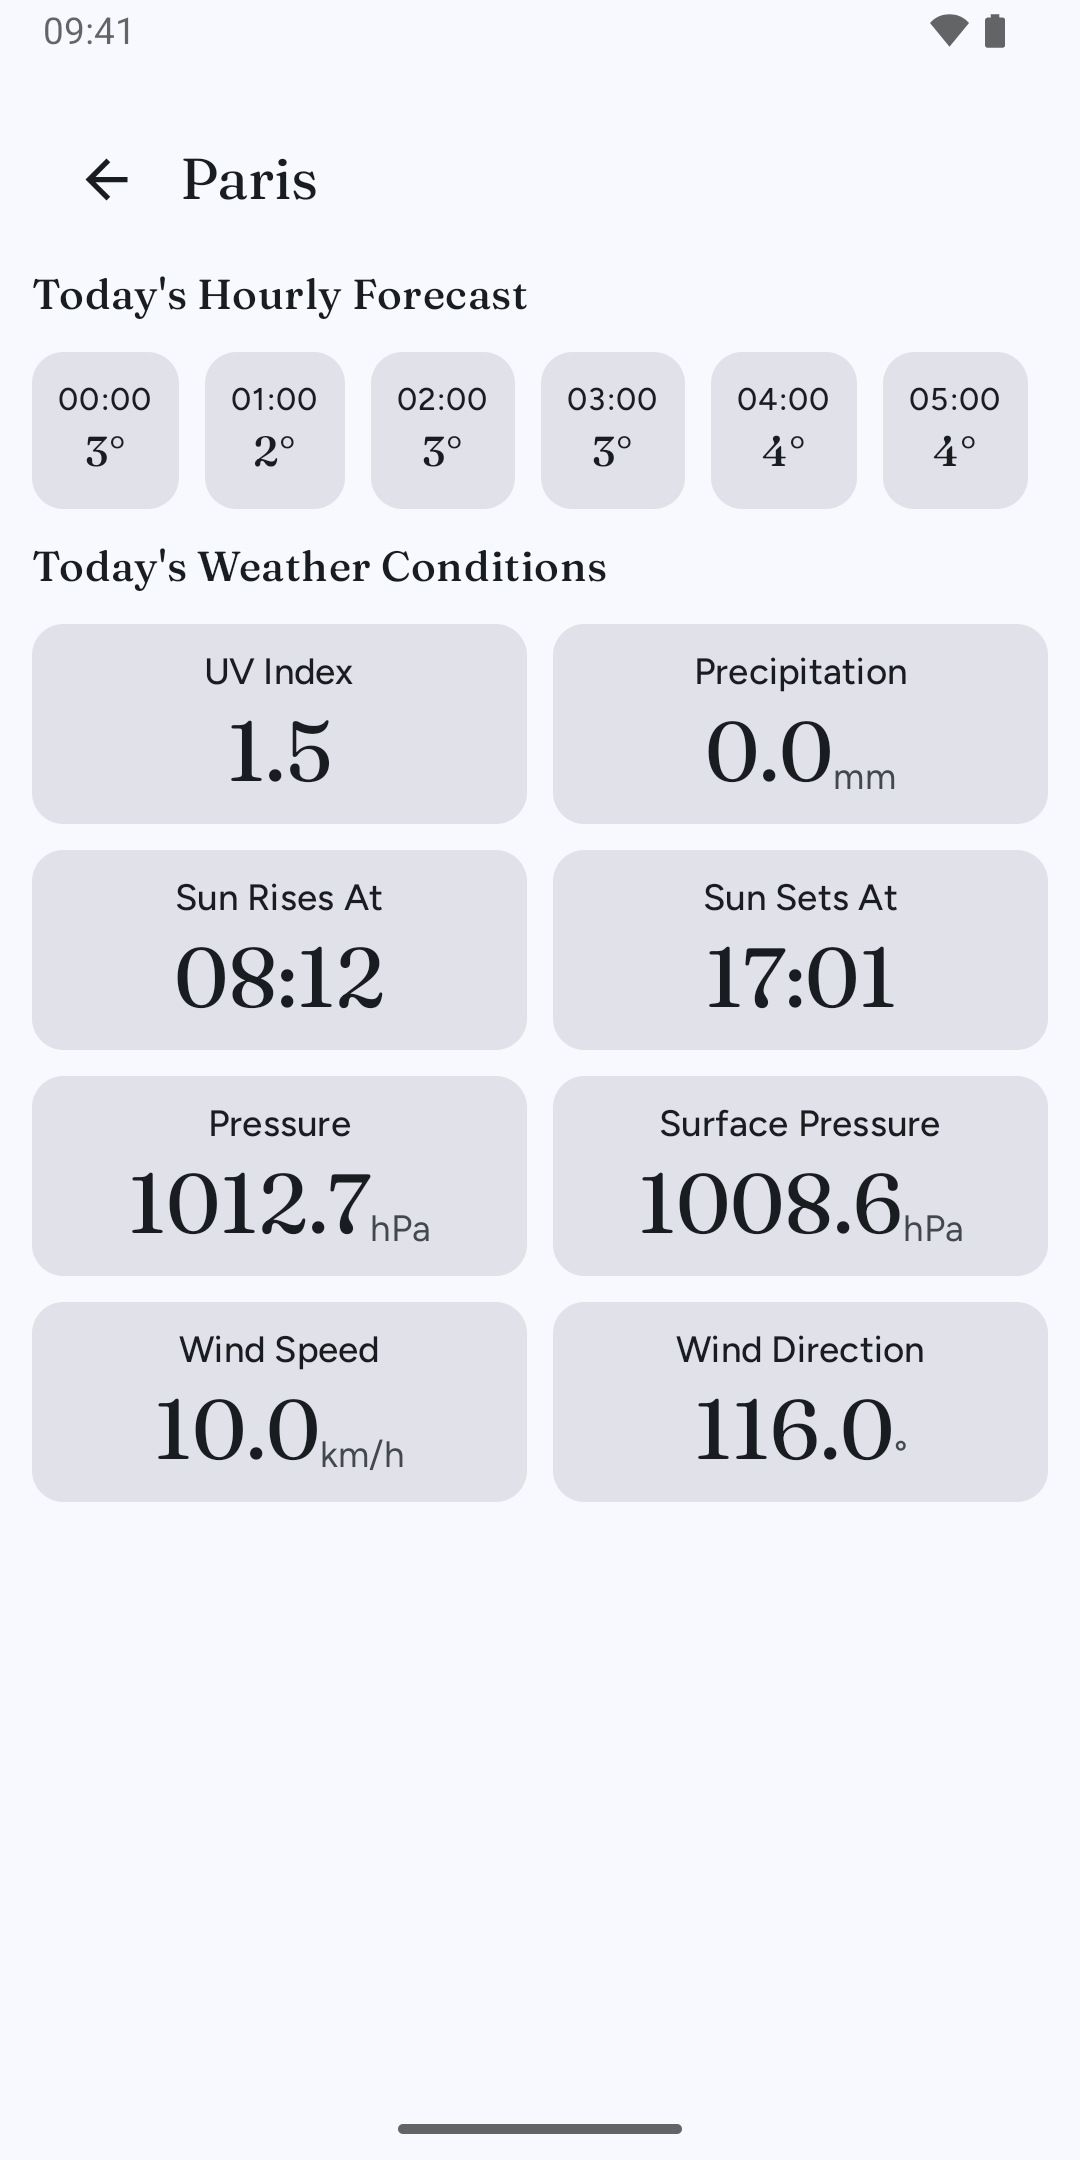 09:41
Paris
Today's Hourly Forecast
00:00 01:00 02:00 03:00 04:00 05:00
3° 2° 3° 3° 4° 4°
Today's Weather Conditions
UV Index Precipitation
1.5 0.0mm
Sun Rises At Sun Sets At
08:12 17:01
Pressure Surface Pressure
1012.7hPa 1008.6hPa
Wind Speed Wind Direction
10.0km/h 116.0°